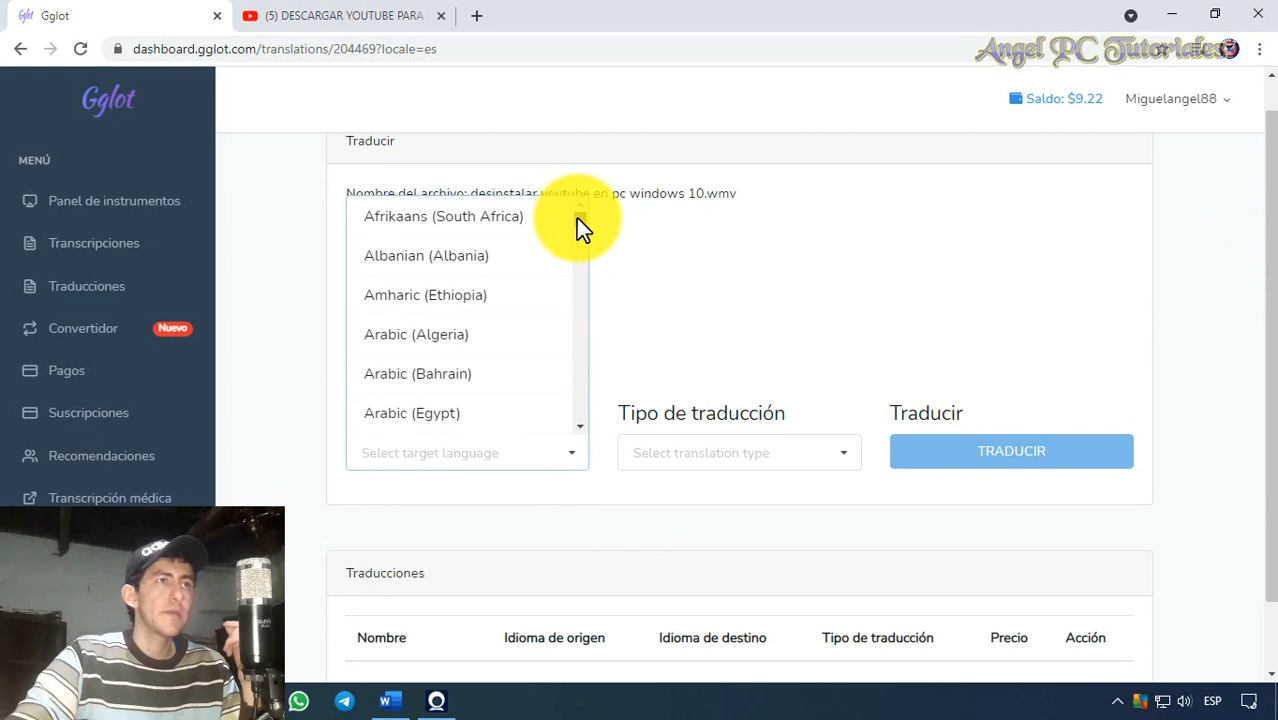 Gglot
(5) DESCARGAR YOUTUBE PARA
dashboard.gglot.com/translations/204469?locale=es
Angel PC Tutoriales
Gglot
Saldo: $9.22
Miguelangel88
MENÚ
Panel de instrumentos
Transcripciones
Traducciones
Convertidor
Nuevo
Pagos
Suscripciones
Recomendaciones
Transcripción médica
Traducir
Nombre del archivo: desinstalar youtube en pc windows 10.wmv
Afrikaans (South Africa)
Albanian (Albania)
Amharic (Ethiopia)
Arabic (Algeria)
Arabic (Bahrain)
Arabic (Egypt)
Select target language
Tipo de traducción
Select translation type
Traducir
TRADUCIR
Traducciones
Nombre
Idioma de origen
Idioma de destino
Tipo de traducción
Precio
Acción
ESP